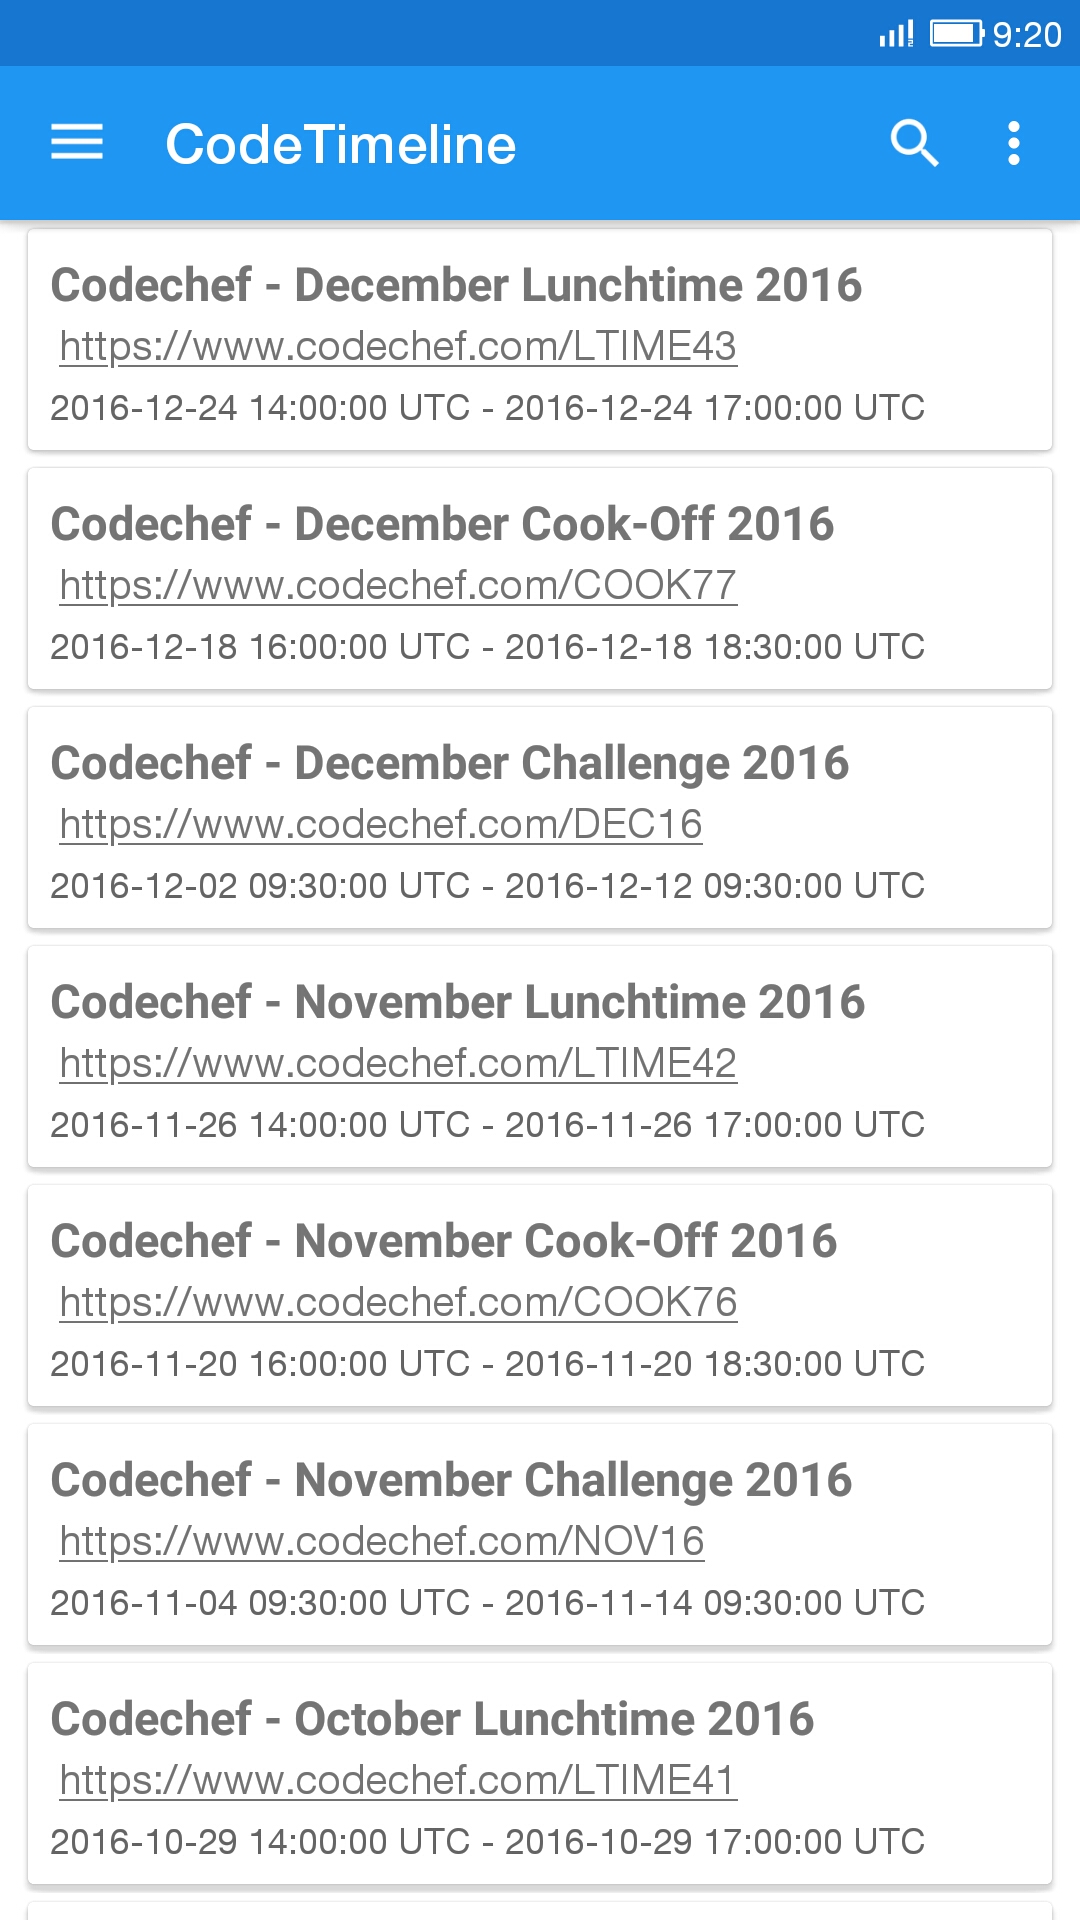 9:20
CodeTimeline
Codechef - December Lunchtime 2016
https://www.codechef.com/LTIME43
2016-12-24 14:00:00 UTC - 2016-12-24 17:00:00 UTC
Codechef - December Cook-Off 2016
https://www.codechef.com/COOK77
2016-12-18 16:00:00 UTC - 2016-12-18 18:30:00 UTC
Codechef - December Challenge 2016
https://www.codechef.com/DEC16
2016-12-02 09:30:00 UTC - 2016-12-12 09:30:00 UTC
Codechef - November Lunchtime 2016
https://www.codechef.com/LTIME42
2016-11-26 14:00:00 UTC - 2016-11-26 17:00:00 UTC
Codechef - November Cook-Off 2016
https://www.codechef.com/COOK76
2016-11-20 16:00:00 UTC - 2016-11-20 18:30:00 UTC
Codechef - November Challenge 2016
https://www.codechef.com/NOV16
2016-11-04 09:30:00 UTC - 2016-11-14 09:30:00 UTC
Codechef - October Lunchtime 2016
https://www.codechef.com/LTIME41
2016-10-29 14:00:00 UTC - 2016-10-29 17:00:00 UTC